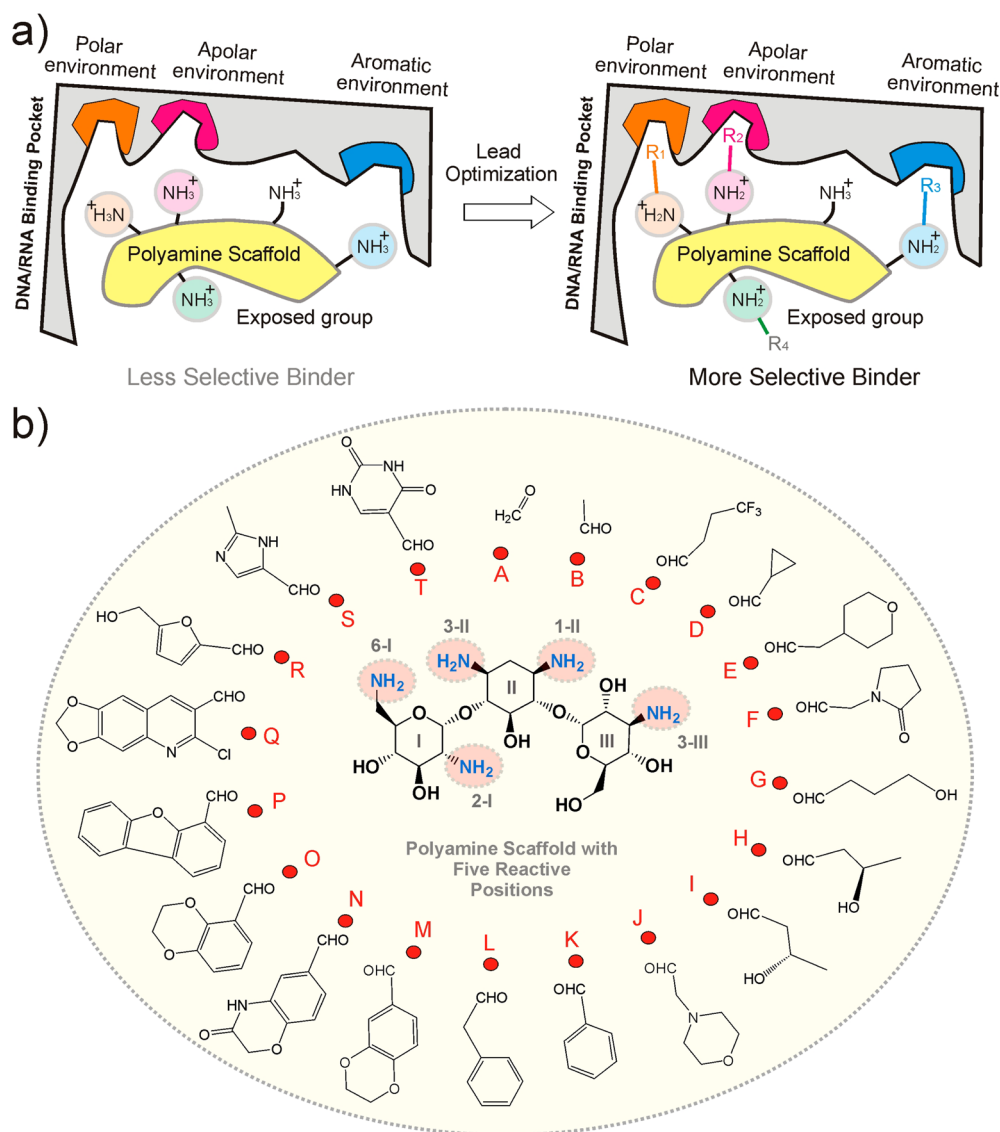 a)
Polar
environment
Apolar
environment
Aromatic
environment
DNA/RNA Binding Pocket
+H3N
NH3+
NH3+
NH3+
Polyamine Scaffold
NH3+
Exposed group
Less Selective Binder
Lead
Optimization
Polar
environment
Apolar
environment
Aromatic
environment
DNA/RNA Binding Pocket
R1
R2
R3
+H2N
NH2+
NH3+
NH2+
Polyamine Scaffold
NH2+
Exposed group
R4
More Selective Binder
b)
O
NH
HN
O
CHO
T
H2C
O
A
CHO
B
CF3
CHO
C
OHC
D
O
OHC
E
OHC
N
O
F
OHC
OH
G
OHC
HO
H
OHC
HO
I
OHC
N
O
J
OHC
K
CHO
L
OHC
O
O
M
CHO
HN
O
O
N
CHO
O
O
O
CHO
O
P
CHO
O
O
N
Cl
Q
HO
O
CHO
R
N
NH
CHO
S
6-I
3-II
1-II
NH2
H2N
NH2
II
OH
O
O
O
NH2
I
OH
O
III
3-III
HO
NH2
OH
OH
2-I
HO
Polyamine Scaffold with
Five Reactive
Positions